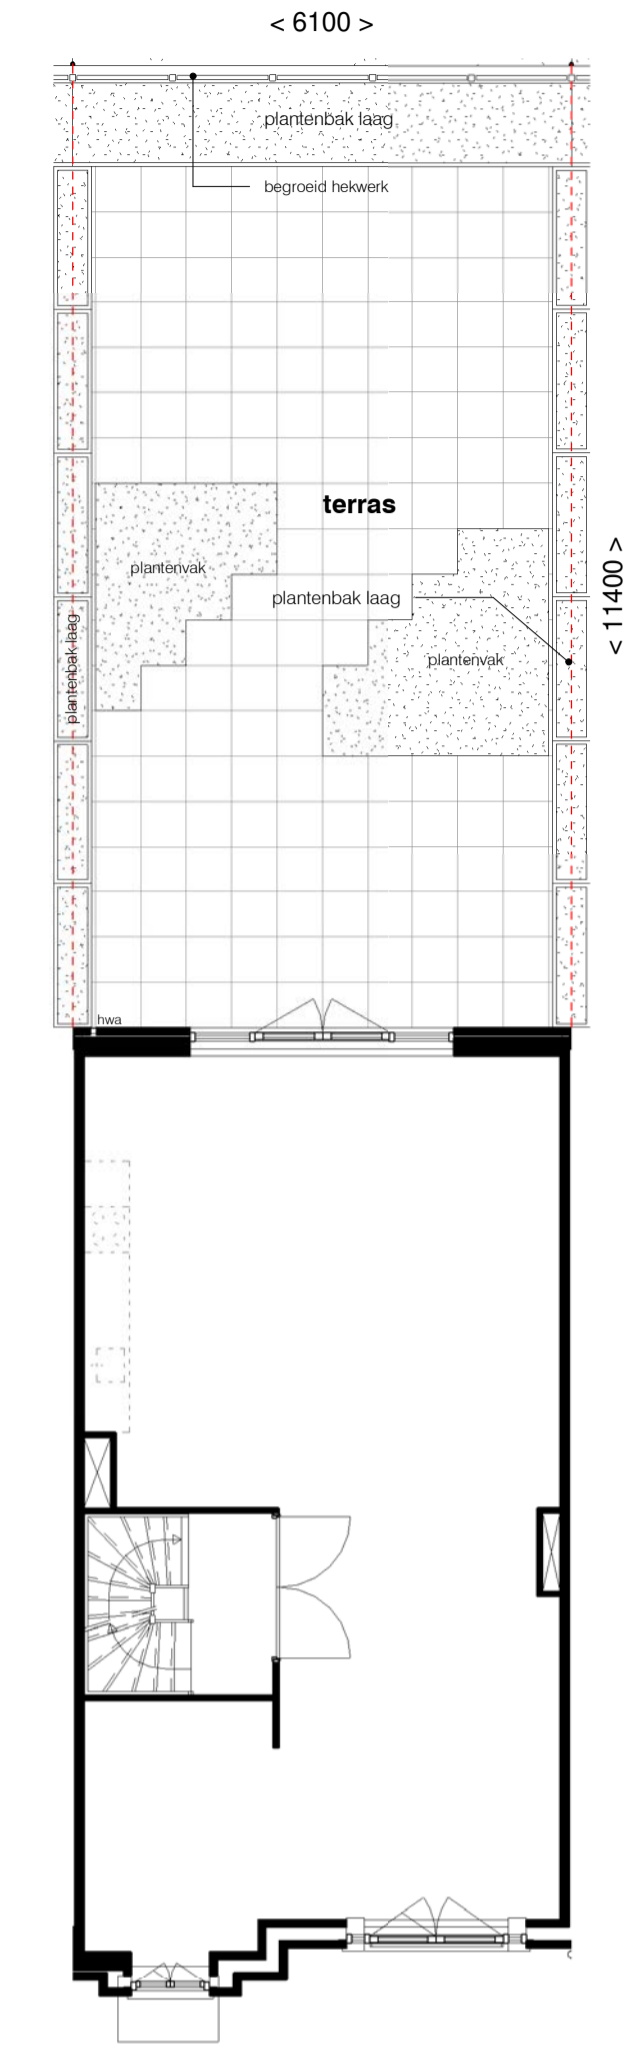 < 6100 >
plantenbak laag
begroeid hekwerk
terras
plantenvak
plantenbak laag
< 11400 >
plantenbak laag
plantenvak
hwa